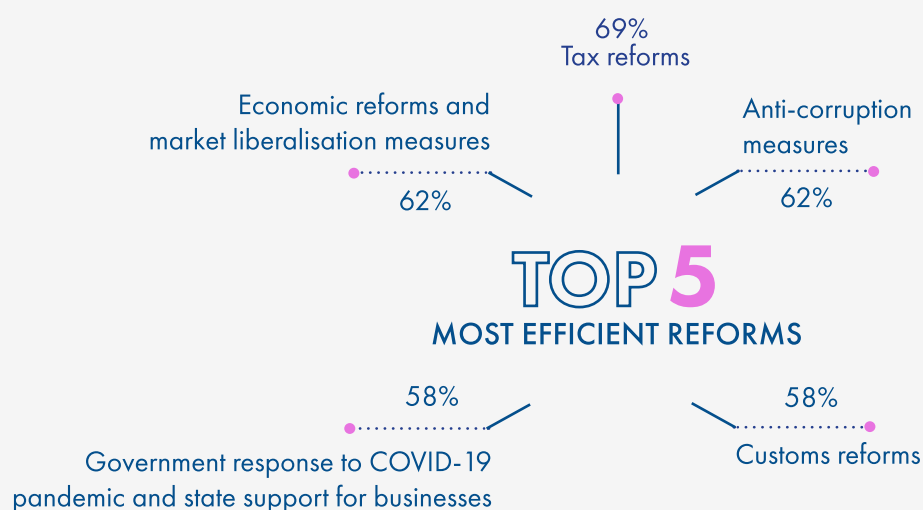 69%
Tax reforms
Economic reforms and
market liberalisation measures
62%
Anti-corruption
measures
62%
TOP 5
MOST EFFICIENT REFORMS
58%
Government response to COVID-19
pandemic and state support for businesses
58%
Customs reforms